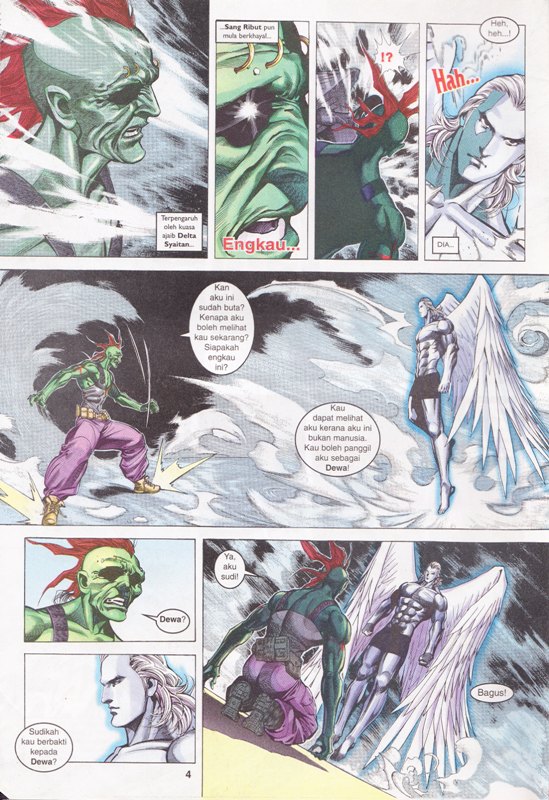 Terpengaruh
oleh kuasa
ajaib Delta
Syaitan...
...Sang Ribut pun
mula berkhayal...
Engkau...
!?
Heh,
heh...!
Hah...
DIA...
Kan
aku ini
sudah buta?
Kenapa aku
boleh melihat
kau sekarang?
Siapakah
engkau
ini?
Kau
dapat melihat
aku kerana aku ini
bukan manusia.
Kau boleh panggil
aku sebagai
Dewa!
Dewa?
Sudikah
kau berbakti
kepada
Dewa?
Ya,
aku
sudi!
Bagus!
4